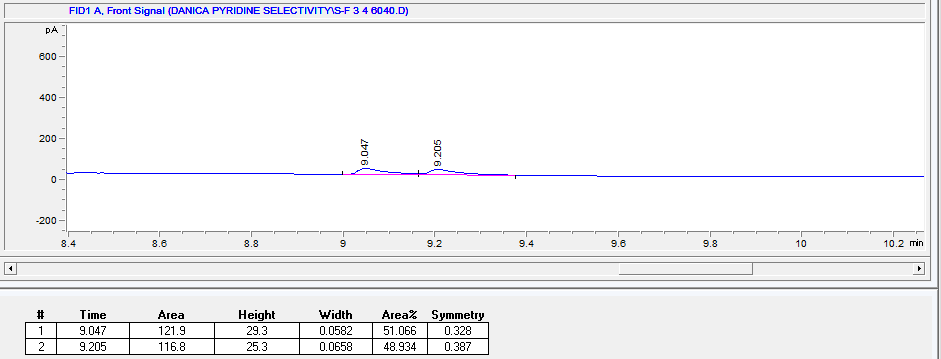 FID1 A, Front Signal (DANICA PYRIDINE SELECTIVITY\S-F 3 4 6040.D)
pA
600
400
200
0
-200
9.047
9.205
8.4 8.6 8.8 9 9.2 9.4 9.6 9.8 10 10.2 min
# Time Area Height Width Area% Symmetry
1 9.047 121.9 29.3 0.0582 51.066 0.328
2 9.205 116.8 25.3 0.0658 48.934 0.387